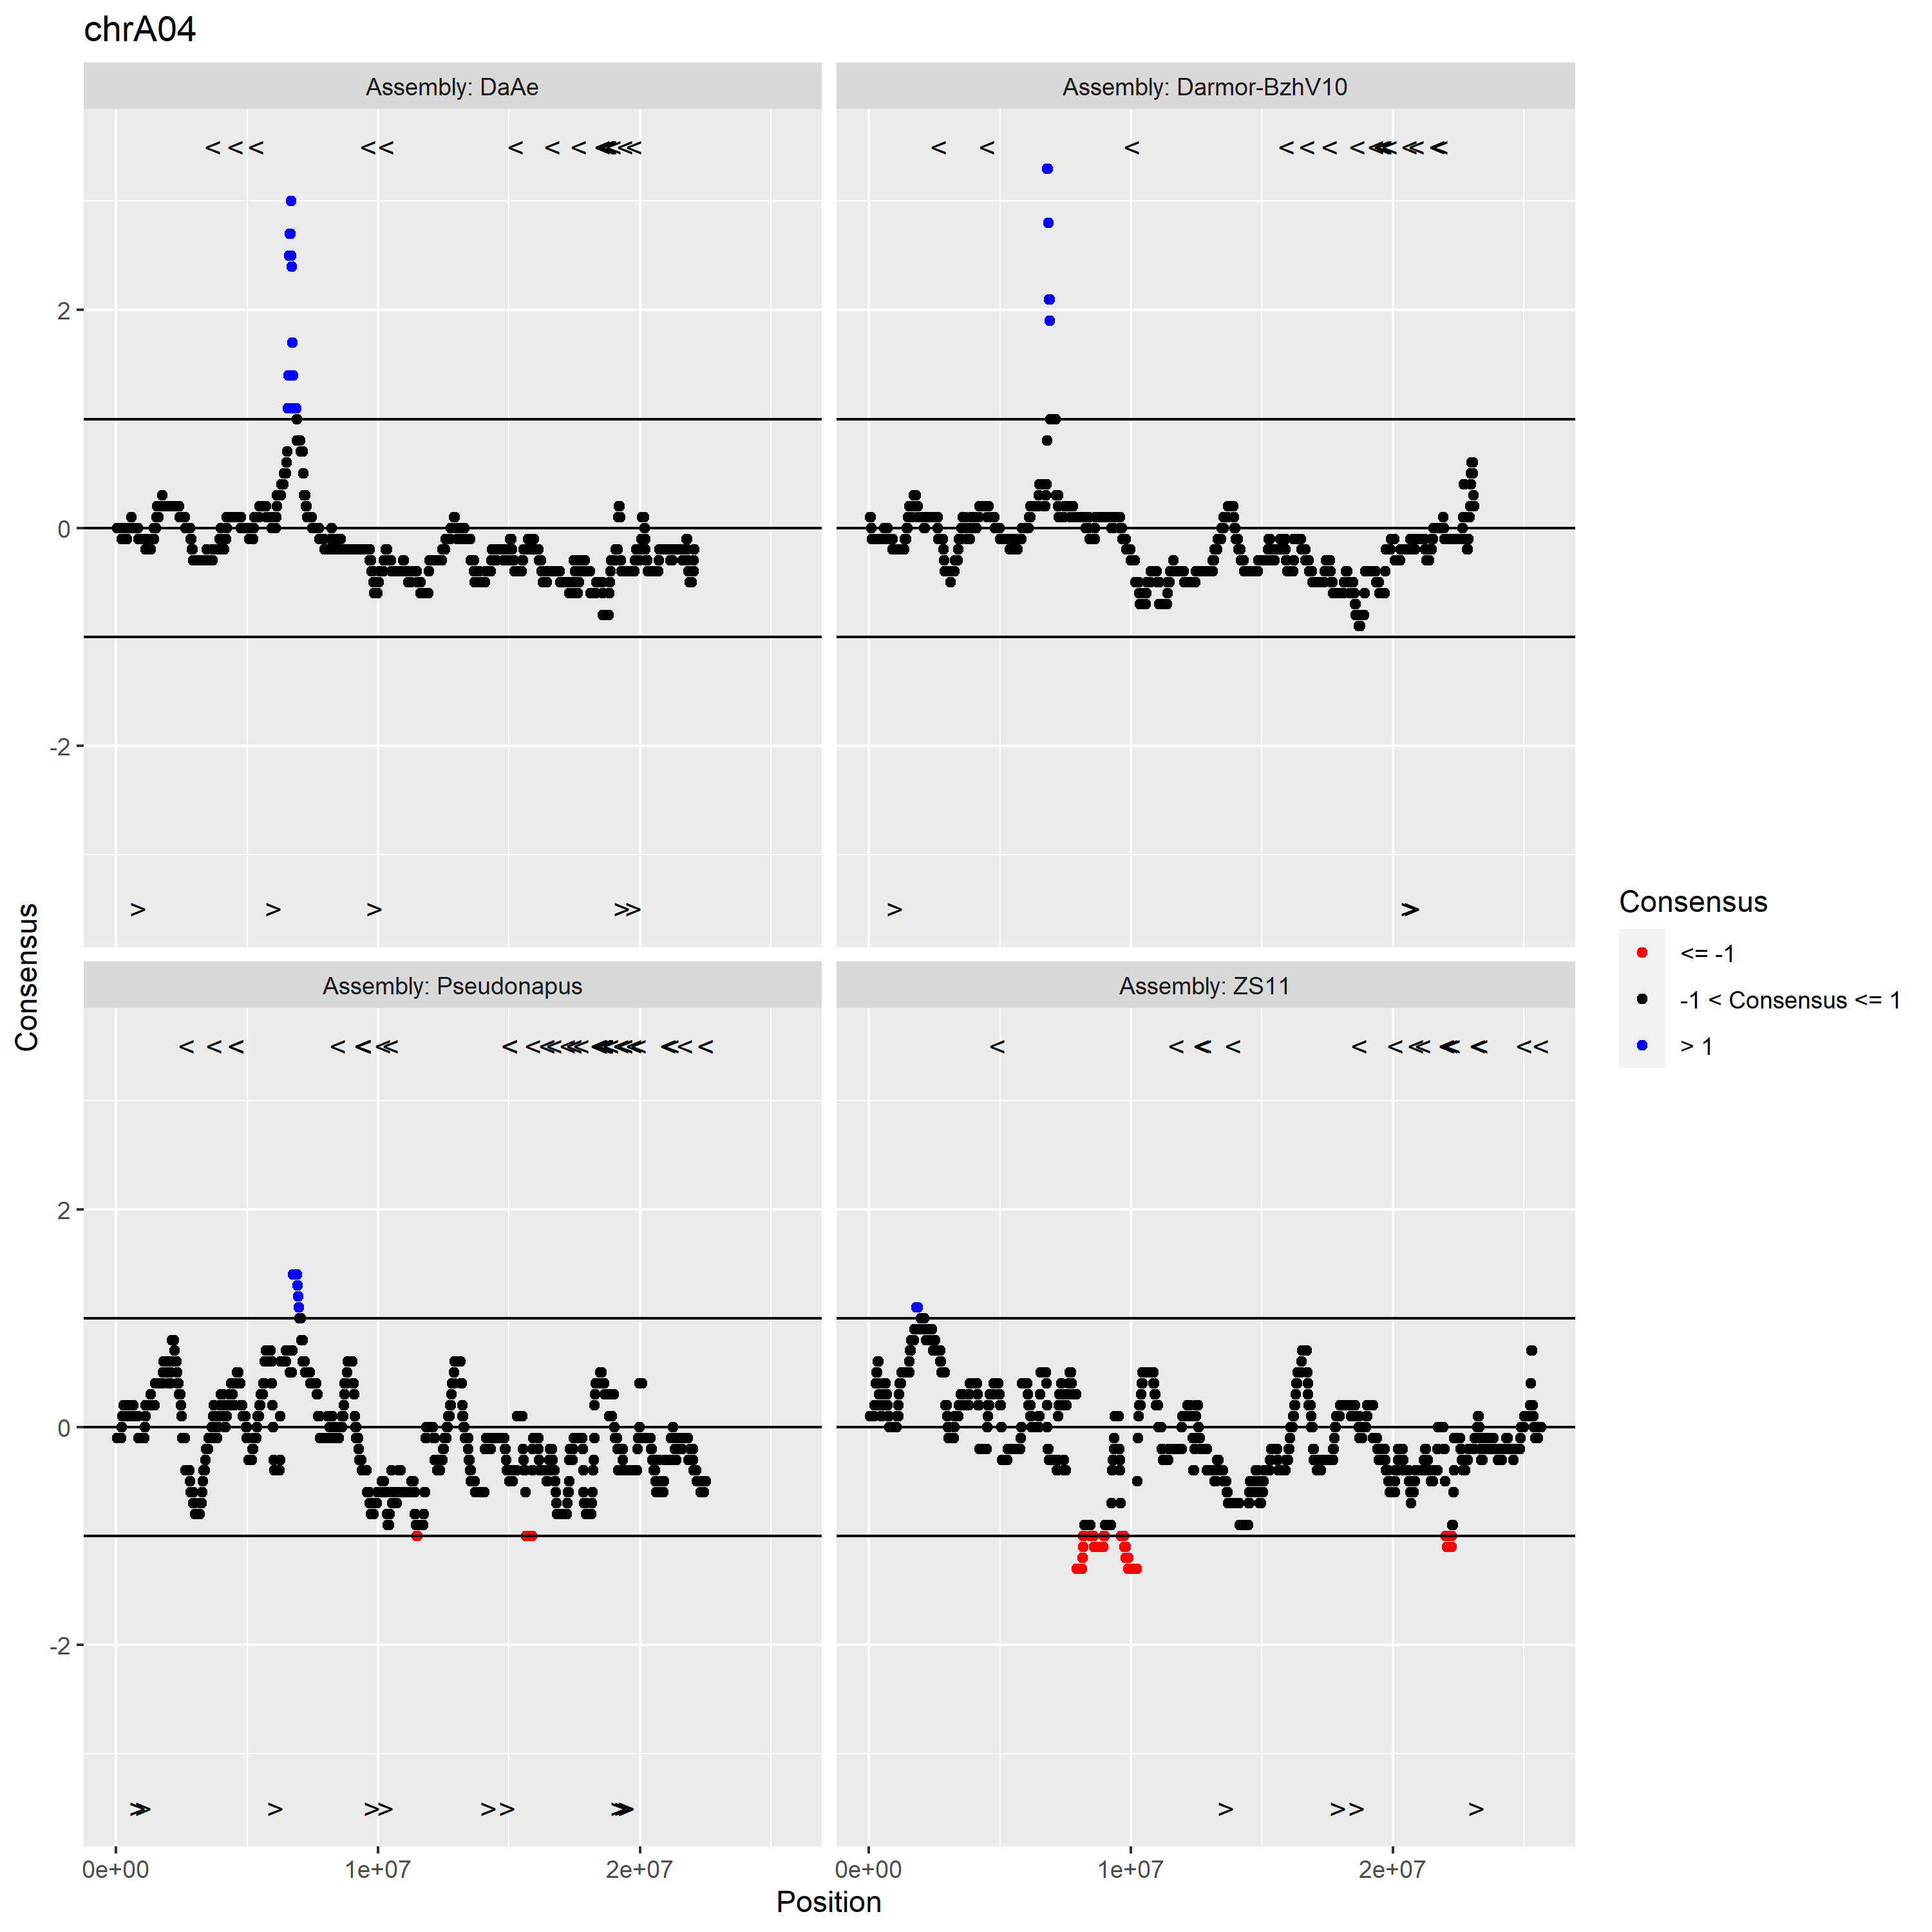 chrA04
Assembly: DaAe
Assembly: Darmor-BzhV10
< < < < < < < < < < < < <
< < < < < < < < < < < < < <
2
0
-2
> > > > >
> > >
Assembly: Pseudonapus
Assembly: ZS11
2
0
-2
> > > >
0e+00 1e+07 2e+07
0e+00 1e+07 2e+07
Position
Consensus
Consensus
<= -1
-1 < Consensus <= 1
> 1